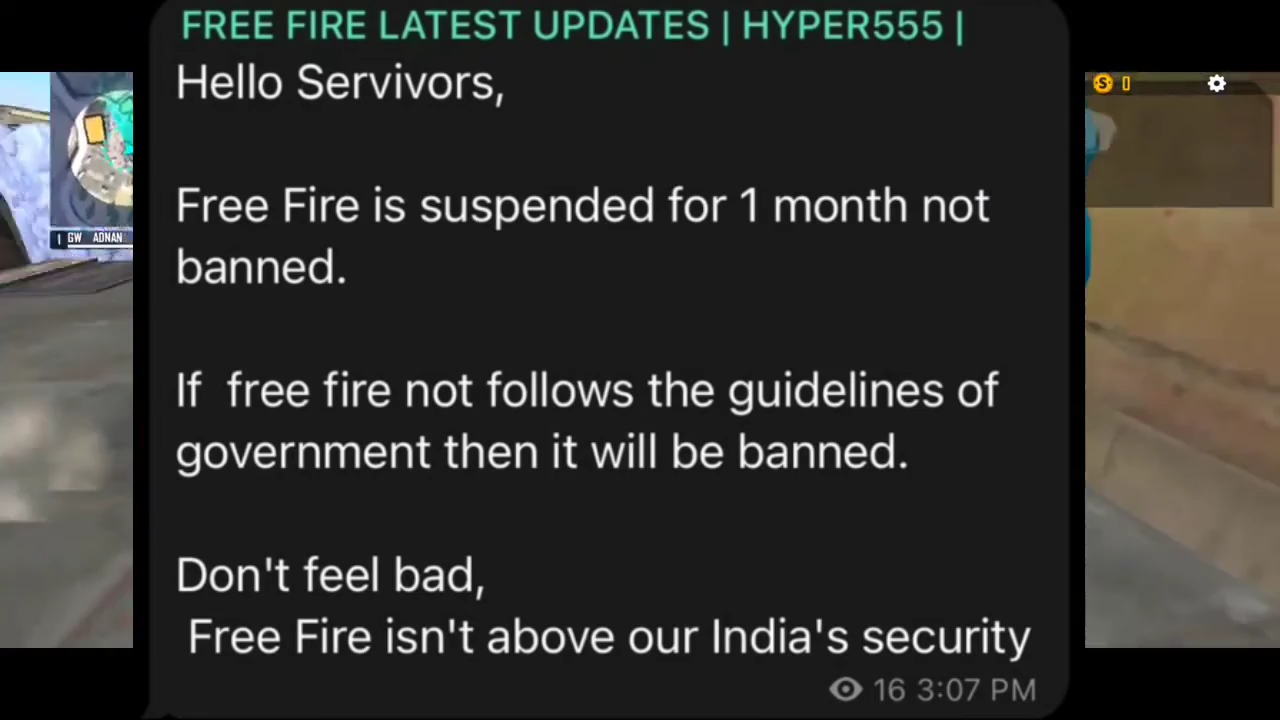 FREE FIRE LATEST UPDATES | HYPER555 |
Hello Servivors,
Free Fire is suspended for 1 month not
banned.
If  free fire not follows the guidelines of
government then it will be banned.
Don't feel bad,
Free Fire isn't above our India's security
16 3:07 PM
1 GW ADNAN
S 0